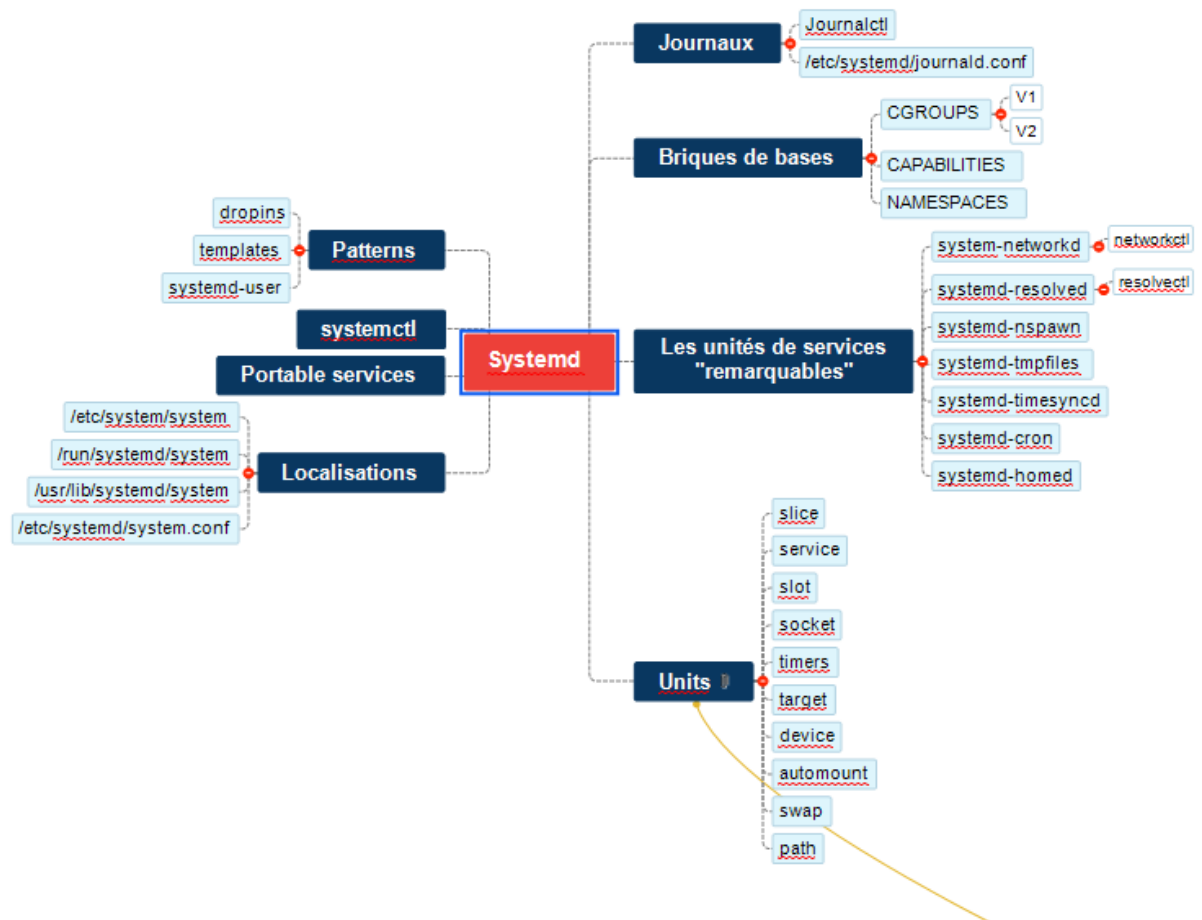 Systemd
Journaux
Journalctl
/etc/systemd/journald.conf
Briques de bases
CGROUPS
V1
V2
CAPABILITIES
NAMESPACES
Les unités de services
"remarquables"
system-networkd
networkctl
systemd-resolved
resolvectl
systemd-nspawn
systemd-tmpfiles
systemd-timesyncd
systemd-cron
systemd-homed
Units
slice
service
slot
socket
timers
target
device
automount
swap
path
Patterns
dropins
templates
systemd-user
systemctl
Portable services
Localisations
/etc/system/system
/run/systemd/system
/usr/lib/systemd/system
/etc/systemd/system.conf